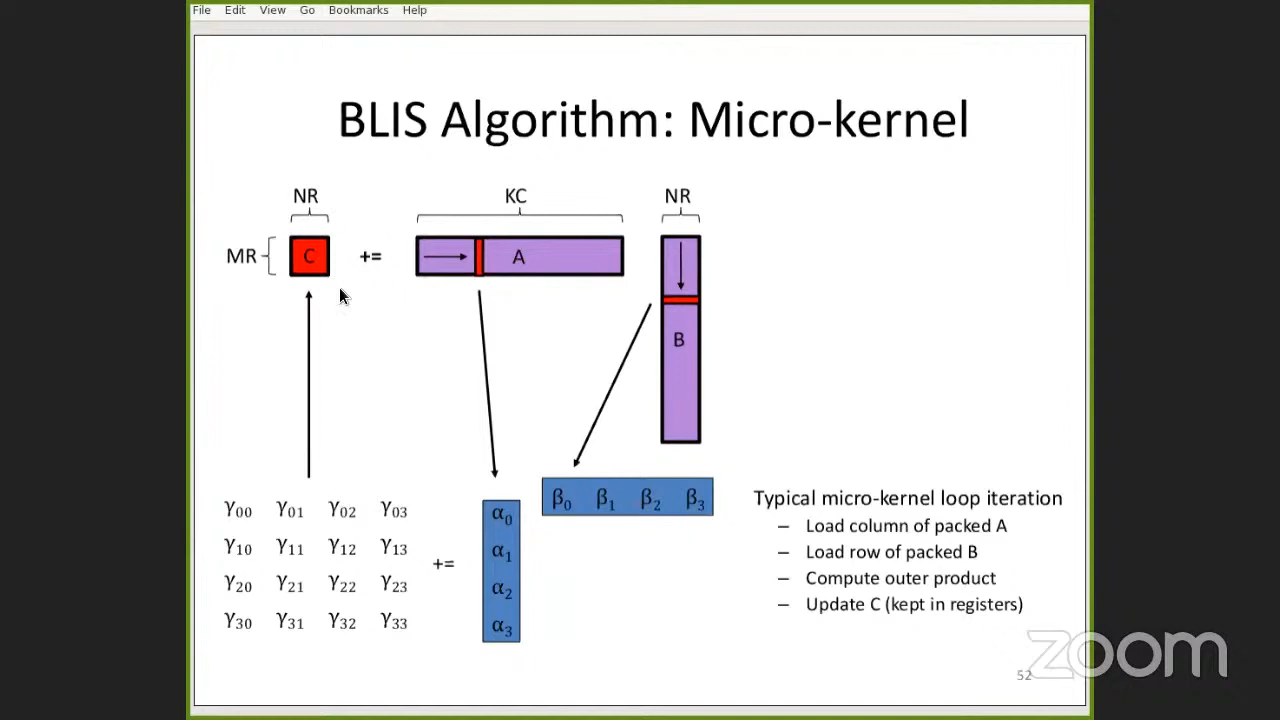 File Edit View Go Bookmarks Help
BLIS Algorithm: Micro-kernel
NR KC NR
MR C += A
B
γ00 γ01 γ02 γ03
γ10 γ11 γ12 γ13
γ20 γ21 γ22 γ23
γ30 γ31 γ32 γ33
+=
α0
α1
α2
α3
β0 β1 β2 β3
Typical micro-kernel loop iteration
– Load column of packed A
– Load row of packed B
– Compute outer product
– Update C (kept in registers)
52
zoom